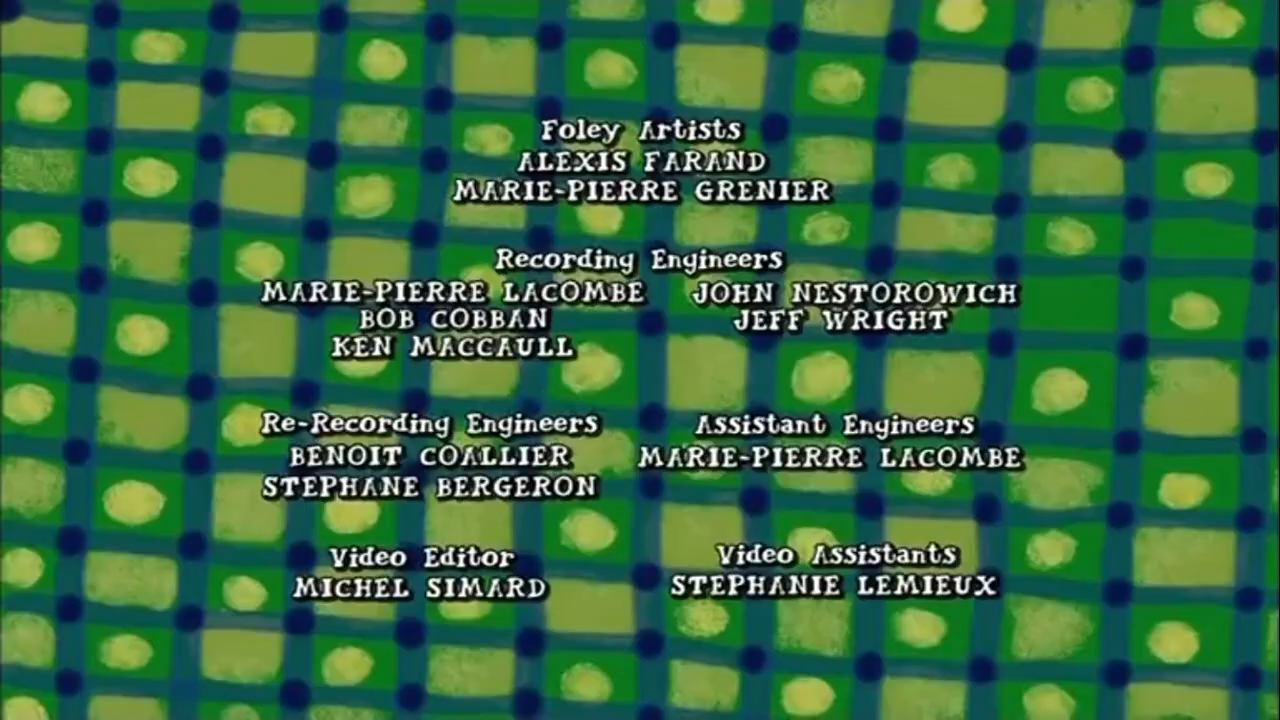 Foley Artists
ALEXIS FARAND
MARIE-PIERRE GRENIER
Recording Engineers
MARIE-PIERRE LACOMBE JOHN NESTOROWICH
BOB COBBAN JEFF WRIGHT
KEN MACCAULL
Re-Recording Engineers
BENOIT COALLIER
STEPHANE BERGERON
Assistant Engineers
MARIE-PIERRE LACOMBE
Video Editor
MICHEL SIMARD
Video Assistants
STEPHANIE LEMIEUX